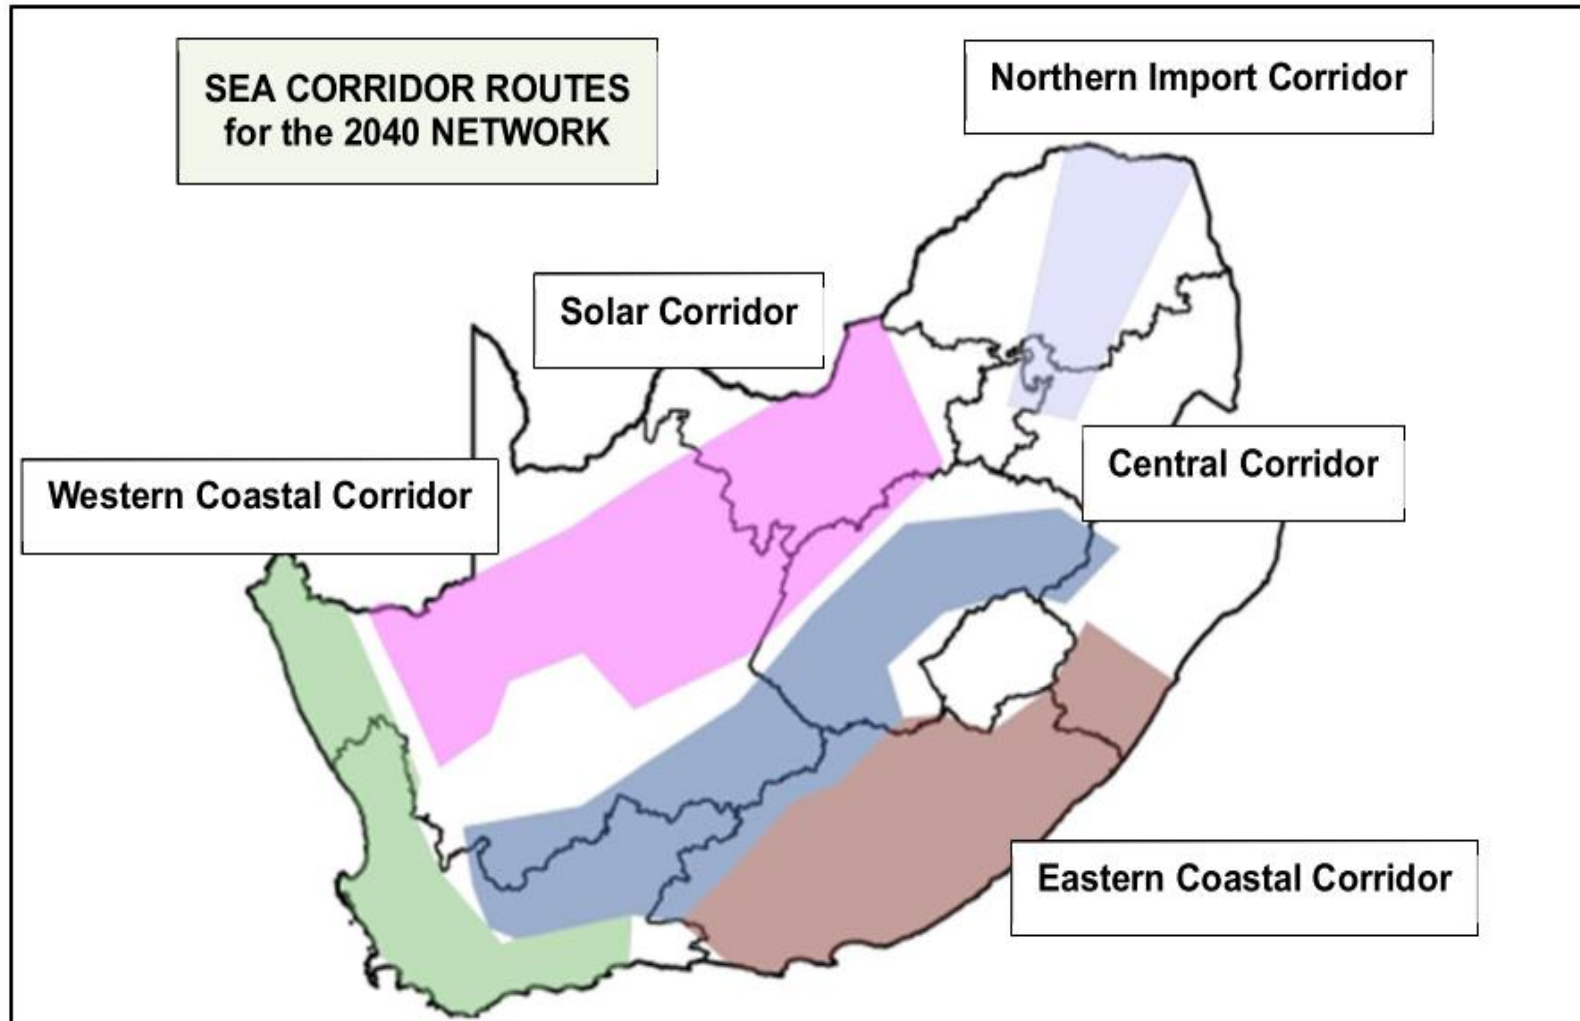 SEA CORRIDOR ROUTES
for the 2040 NETWORK
Northern Import Corridor
Solar Corridor
Central Corridor
Western Coastal Corridor
Eastern Coastal Corridor